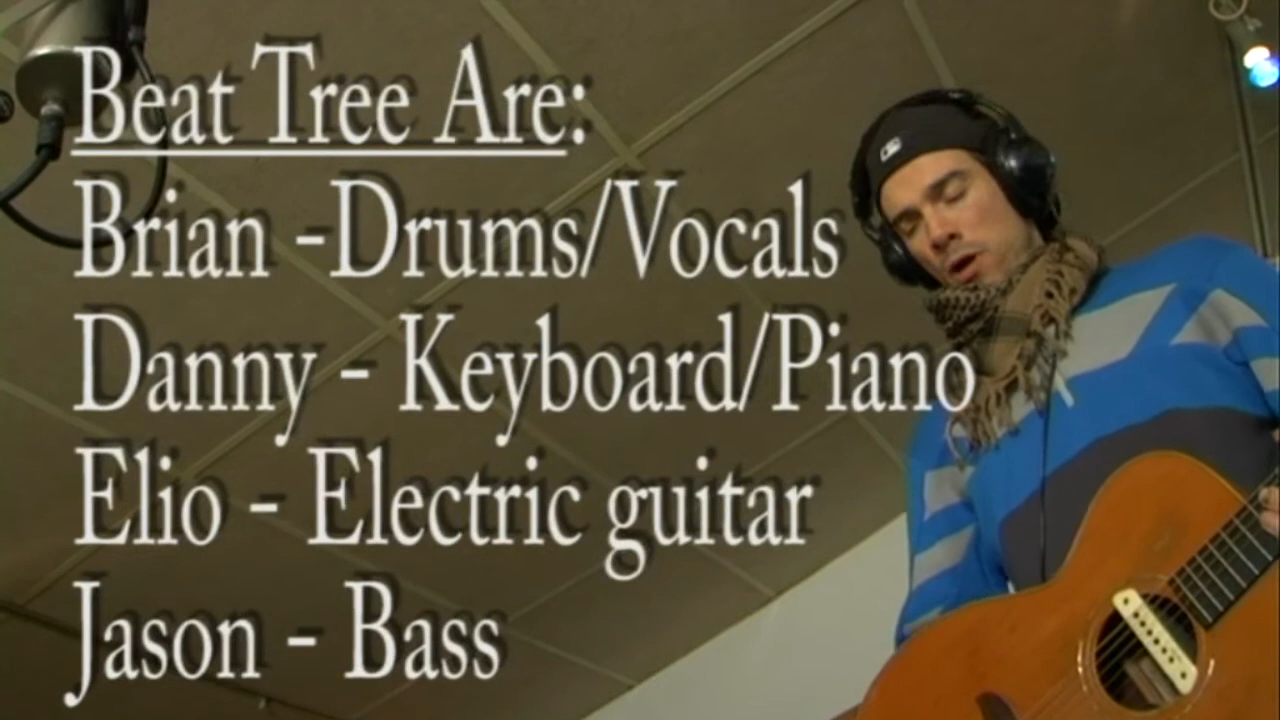 Beat Tree Are:
Brian -Drums/Vocals
Danny - Keyboard/Piano
Elio - Electric guitar
Jason - Bass